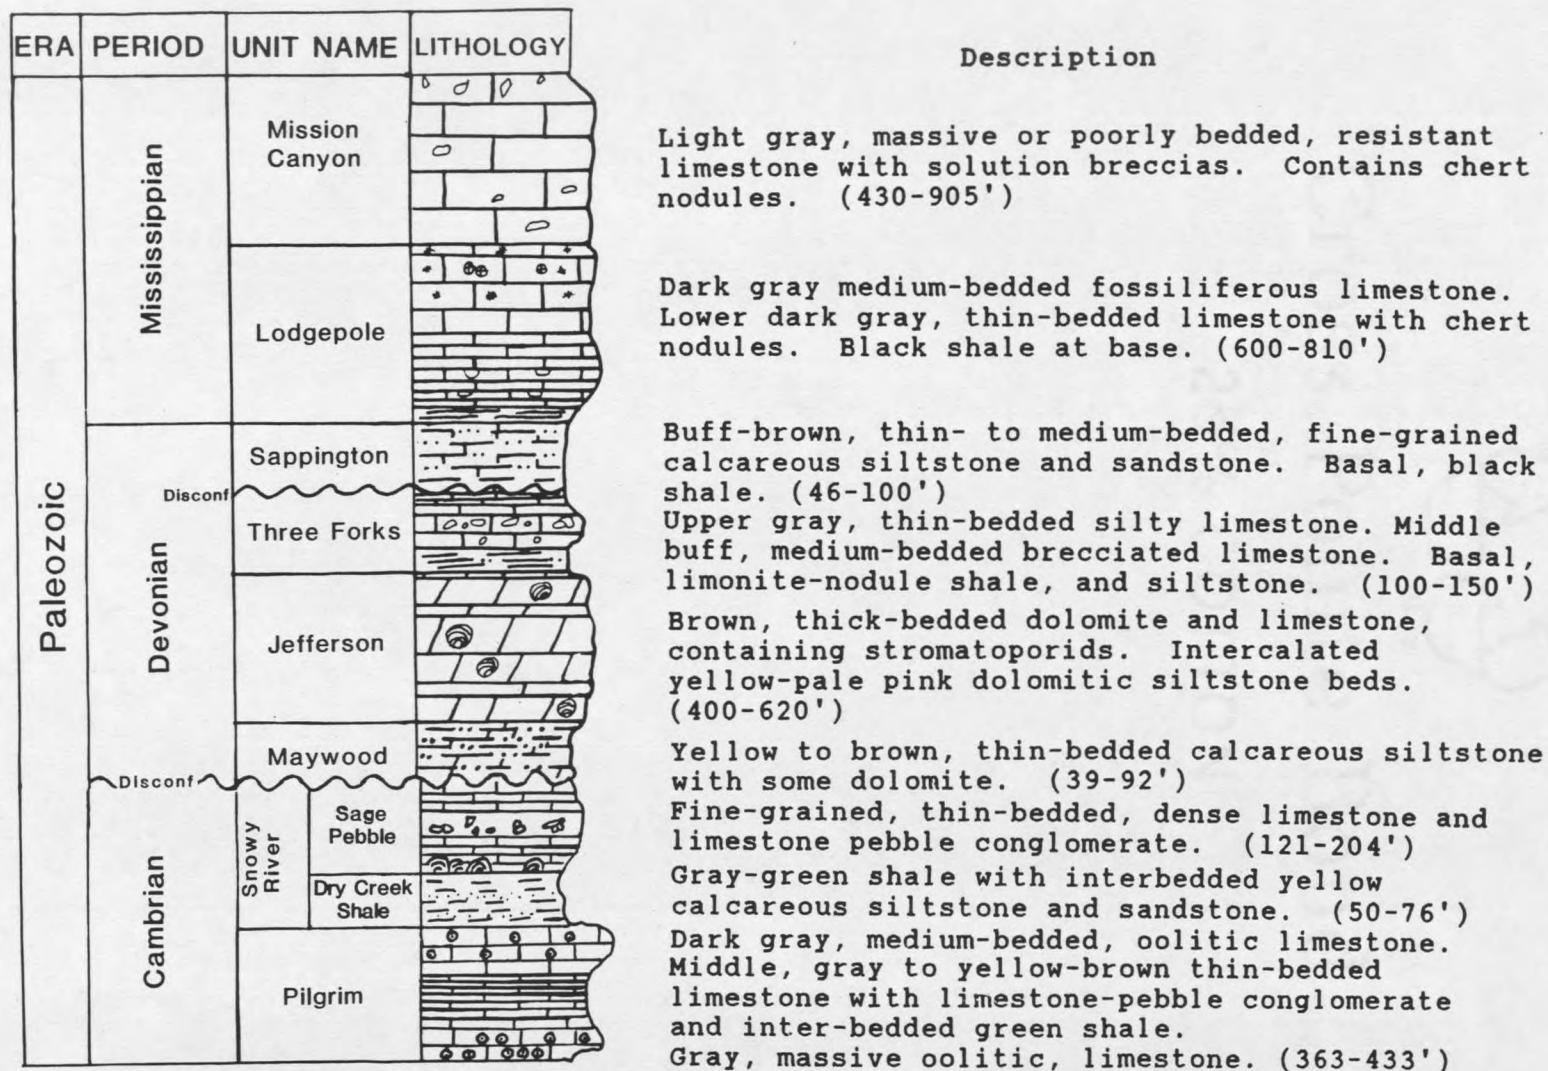 ERA PERIOD UNIT NAME LITHOLOGY
Description
Paleozoic
Mississippian
Mission
Canyon
Light gray, massive or poorly bedded, resistant
limestone with solution breccias. Contains chert
nodules. (430-905')
Lodgepole
Dark gray medium-bedded fossiliferous limestone.
Lower dark gray, thin-bedded limestone with chert
nodules. Black shale at base. (600-810')
Devonian
Sappington
Buff-brown, thin- to medium-bedded, fine-grained
calcareous siltstone and sandstone. Basal, black
shale. (46-100')
Disconf
Three Forks
Upper gray, thin-bedded silty limestone. Middle
buff, medium-bedded brecciated limestone. Basal,
limonite-nodule shale, and siltstone. (100-150')
Jefferson
Brown, thick-bedded dolomite and limestone,
containing stromatoporids. Intercalated
yellow-pale pink dolomitic siltstone beds.
(400-620')
Maywood
Yellow to brown, thin-bedded calcareous siltstone
with some dolomite. (39-92')
Disconf
Cambrian
Snowy
River
Sage
Pebble
Fine-grained, thin-bedded, dense limestone and
limestone pebble conglomerate. (121-204')
Dry Creek
Shale
Gray-green shale with interbedded yellow
calcareous siltstone and sandstone. (50-76')
Pilgrim
Dark gray, medium-bedded, oolitic limestone.
Middle, gray to yellow-brown thin-bedded
limestone with limestone-pebble conglomerate
and inter-bedded green shale.
Gray, massive oolitic, limestone. (363-433')